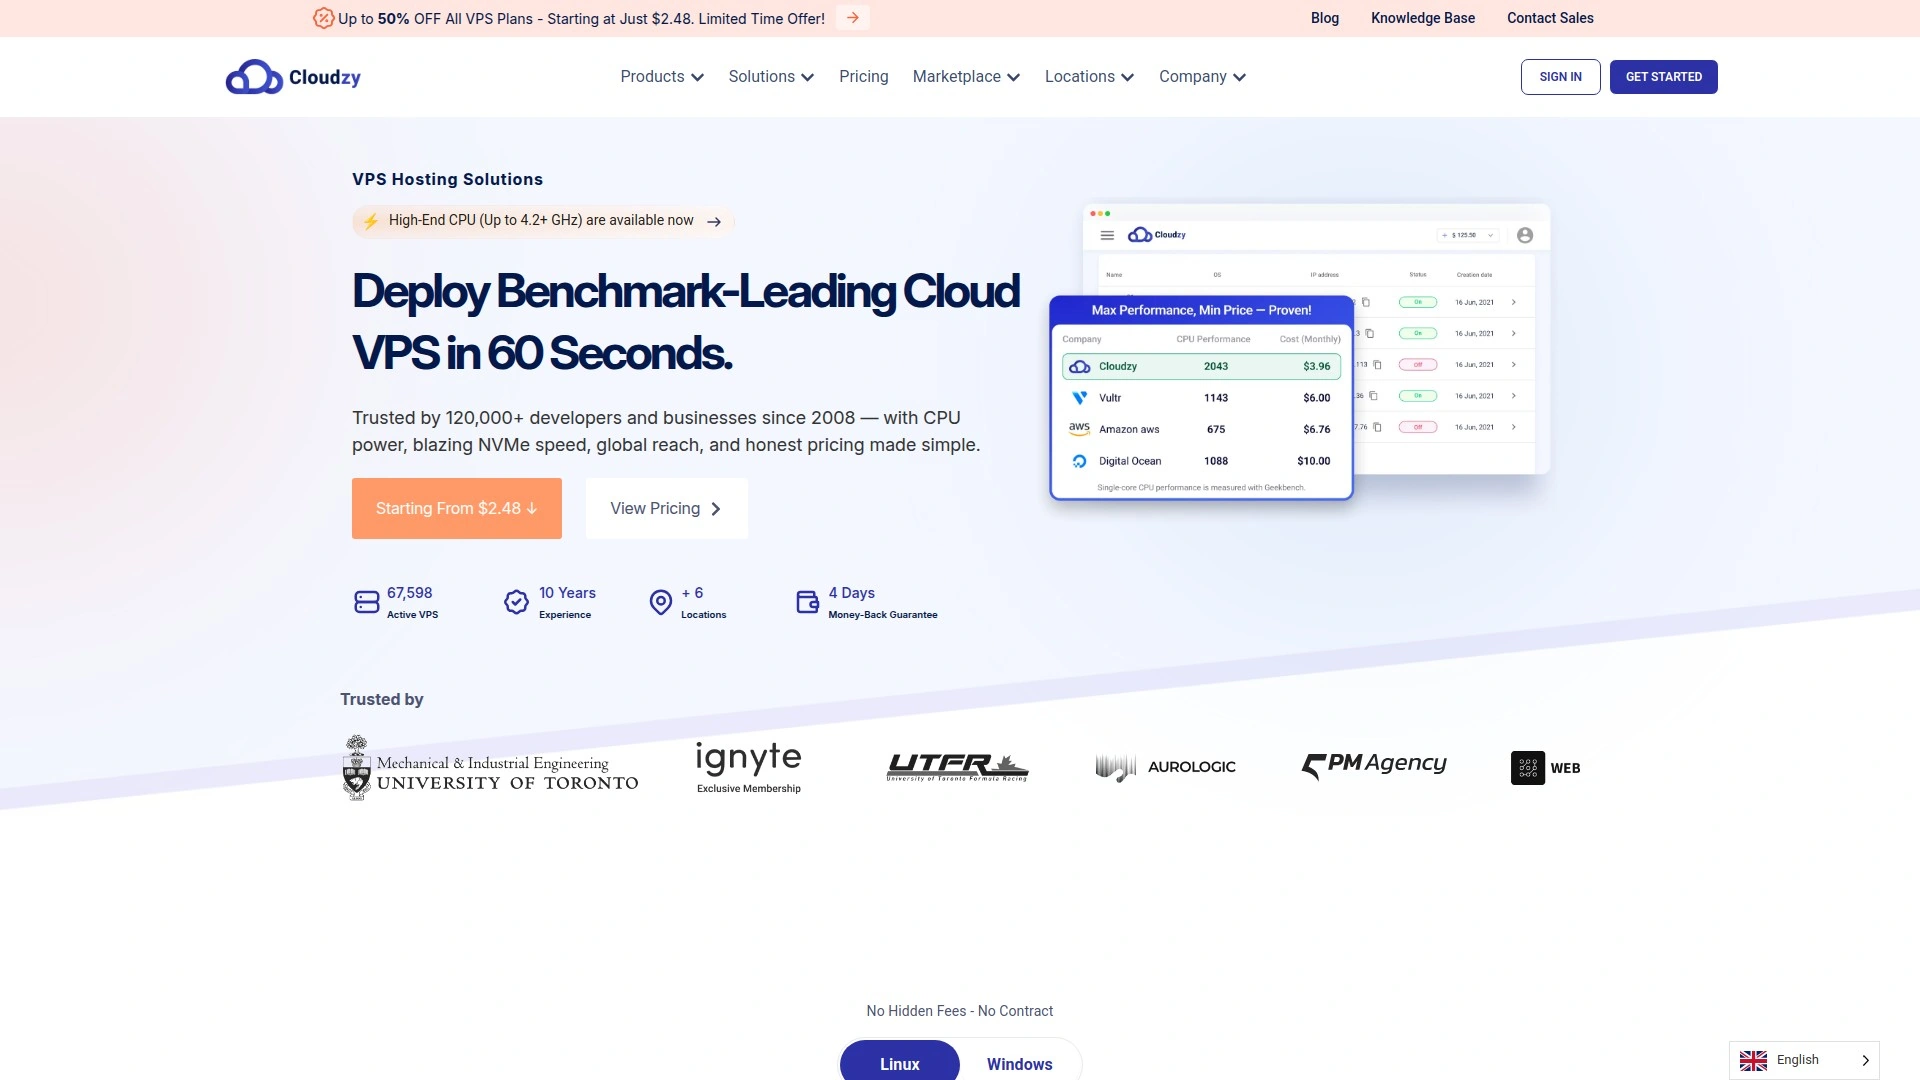 Up to 50% OFF All VPS Plans - Starting at Just $2.48. Limited Time Offer!
Blog
Knowledge Base
Contact Sales
Cloudzy
Products
Solutions
Pricing
Marketplace
Locations
Company
SIGN IN
GET STARTED
VPS Hosting Solutions
High-End CPU (Up to 4.2+ GHz) are available now
Deploy Benchmark-Leading Cloud
VPS in 60 Seconds.
Trusted by 120,000+ developers and businesses since 2008 — with CPU
power, blazing NVMe speed, global reach, and honest pricing made simple.
Starting From $2.48
View Pricing
67,598
Active VPS
10 Years
Experience
+ 6
Locations
4 Days
Money-Back Guarantee
Cloudzy
+ $ 125.50
Name OS IP address Status Creation date
On 16 Jun, 2021
.3 On 16 Jun, 2021
.113 Off 16 Jun, 2021
.36 On 16 Jun, 2021
7.76 Off 16 Jun, 2021
Max Performance, Min Price — Proven!
Company CPU Performance Cost (Monthly)
Cloudzy 2043 $3.96
Vultr 1143 $6.00
aws Amazon aws 675 $6.76
Digital Ocean 1088 $10.00
Single-core CPU performance is measured with Geekbench.
Trusted by
Mechanical & Industrial Engineering
UNIVERSITY OF TORONTO
ignyte
Exclusive Membership
UTFR
University of Toronto Formula Racing
AUROLOGIC
5PM Agency
WEB
No Hidden Fees - No Contract
Linux
Windows
English